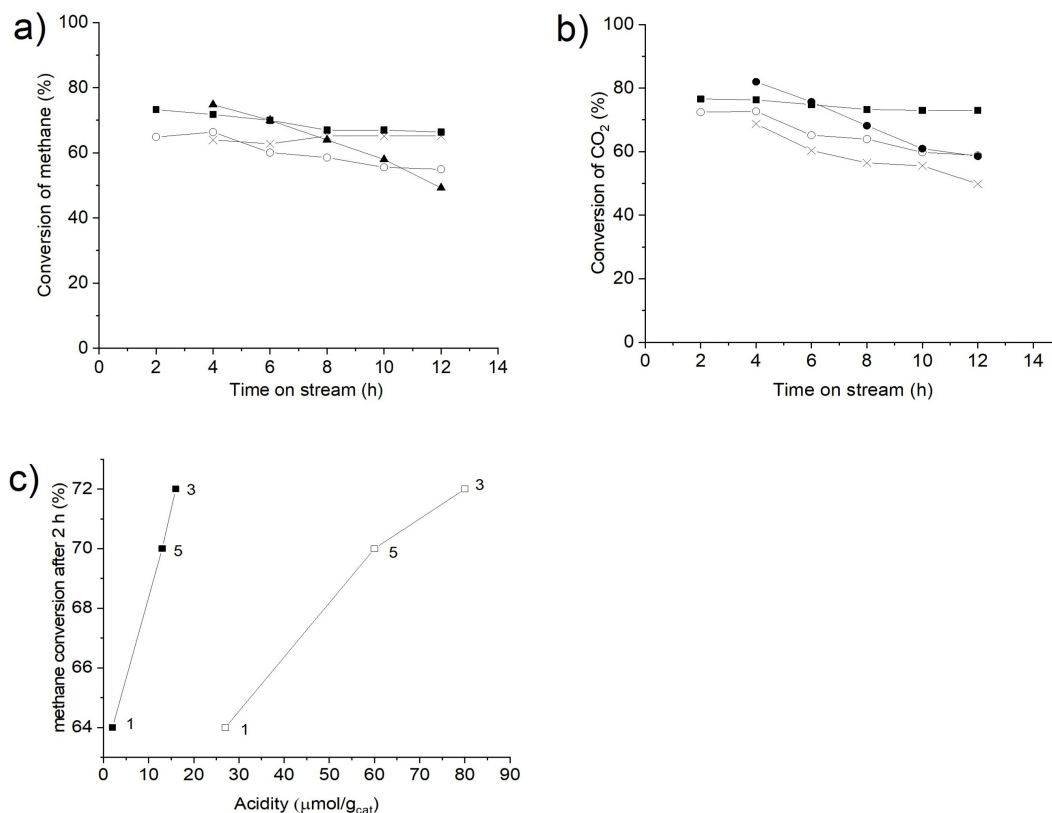 a)
Conversion of methane (%)
100
80
60
40
20
0
0 2 4 6 8 10 12 14
Time on stream (h)
b)
Conversion of CO₂ (%)
100
80
60
40
20
0
0 2 4 6 8 10 12 14
Time on stream (h)
c)
methane conversion after 2 h (%)
72
70
68
66
64
3
5
1
3
5
1
0 10 20 30 40 50 60 70 80 90
Acidity (μmol/g_cat)